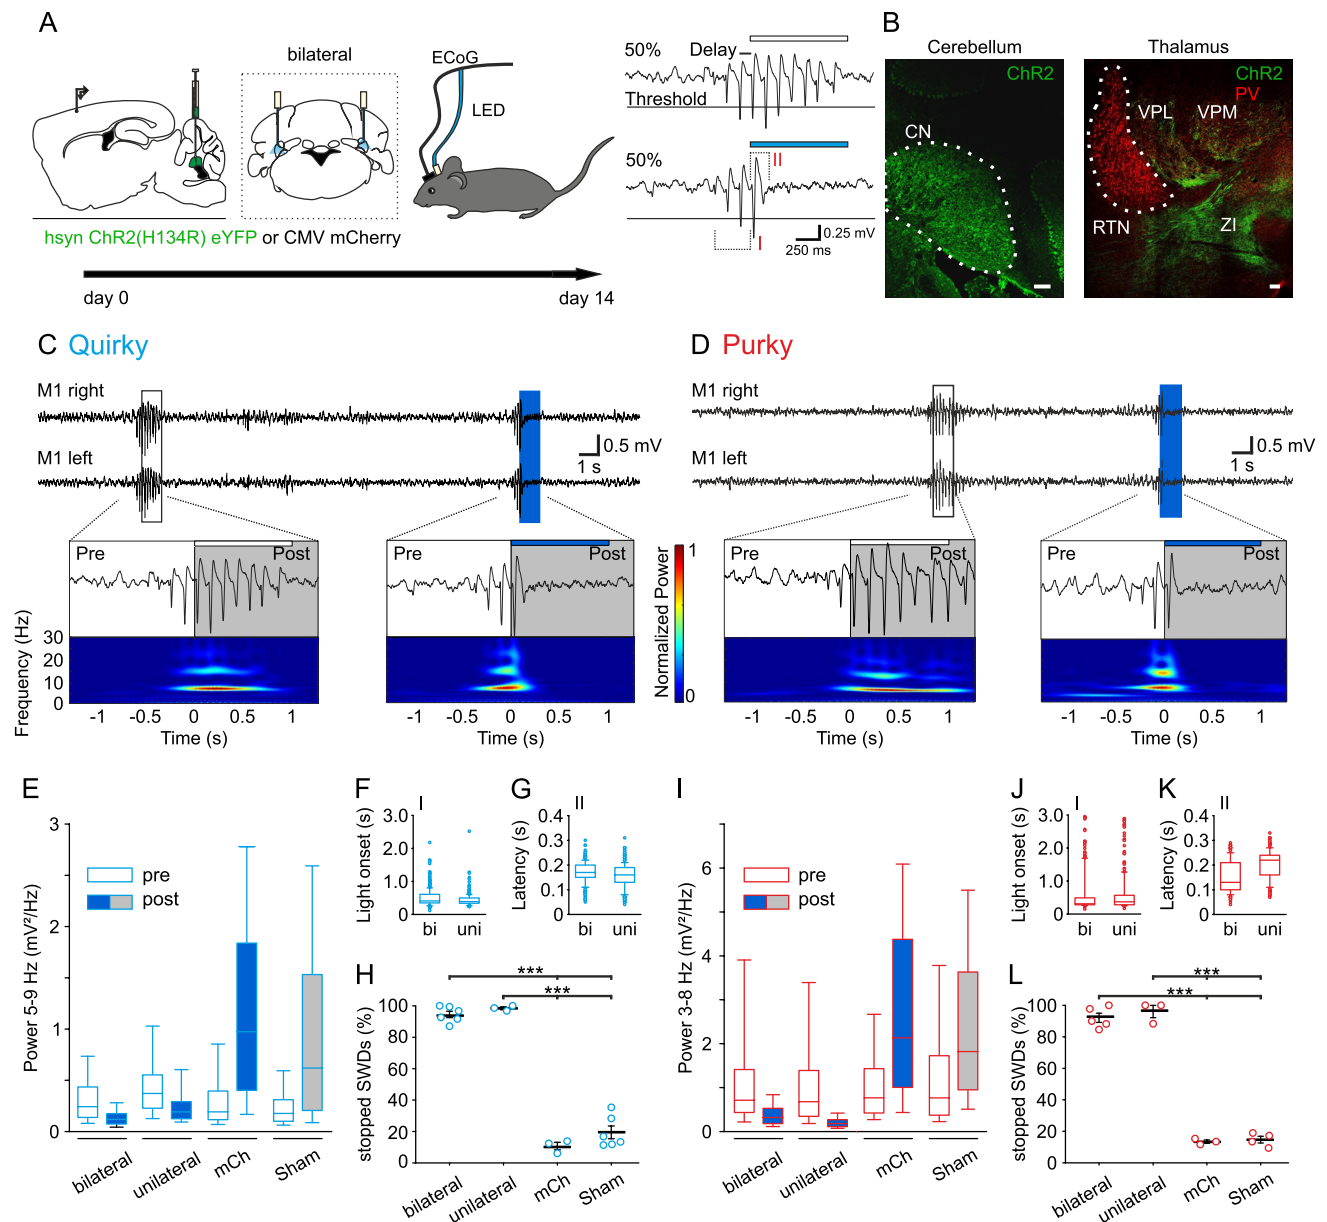 A
bilateral
ECoG
LED
hsyn ChR2(H134R) eYFP or CMV mCherry
day 0
day 14
50%
Delay
Threshold
50%
II
I
0.25 mV
250 ms
B
Cerebellum
Thalamus
ChR2
CN
ChR2
PV
VPL
VPM
RTN
ZI
C Quirky
M1 right
M1 left
0.5 mV
1 s
Pre
Post
Pre
Post
Frequency (Hz)
30
20
10
0
-1 -0.5 0 0.5 1
Time (s)
-1 -0.5 0 0.5 1
Time (s)
Normalized Power
1
0
D Purky
M1 right
M1 left
0.5 mV
1 s
Pre
Post
Pre
Post
-1 -0.5 0 0.5 1
Time (s)
-1 -0.5 0 0.5 1
Time (s)
E
Power 5-9 Hz (mV²/Hz)
3
2
1
0
pre
post
bilateral
unilateral
mCh
Sham
F
I
Light onset (s)
3.0
2.0
1.0
0
bi uni
G
II
Latency (s)
0.4
0.3
0.2
0.1
0
bi uni
H
***
***
stopped SWDs (%)
100
80
60
40
20
0
bilateral
unilateral
mCh
Sham
I
Power 3-8 Hz (mV²/Hz)
6
4
2
1
0
pre
post
bilateral
unilateral
mCh
Sham
J
I
Light onset (s)
3.0
2.0
1.0
0
bi uni
K
II
Latency (s)
0.4
0.3
0.2
0.1
0
bi uni
L
***
***
stopped SWDs (%)
100
80
60
40
20
0
bilateral
unilateral
mCh
Sham